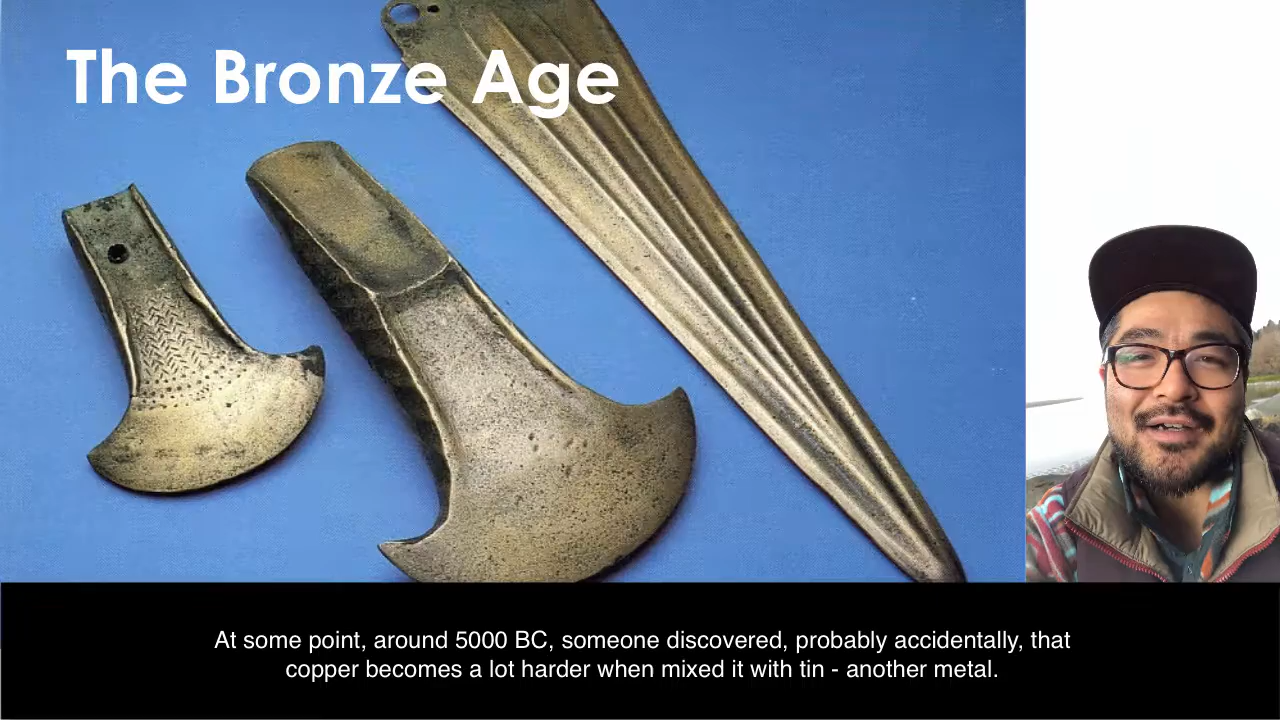 The Bronze Age
At some point, around 5000 BC, someone discovered, probably accidentally, that
copper becomes a lot harder when mixed it with tin - another metal.